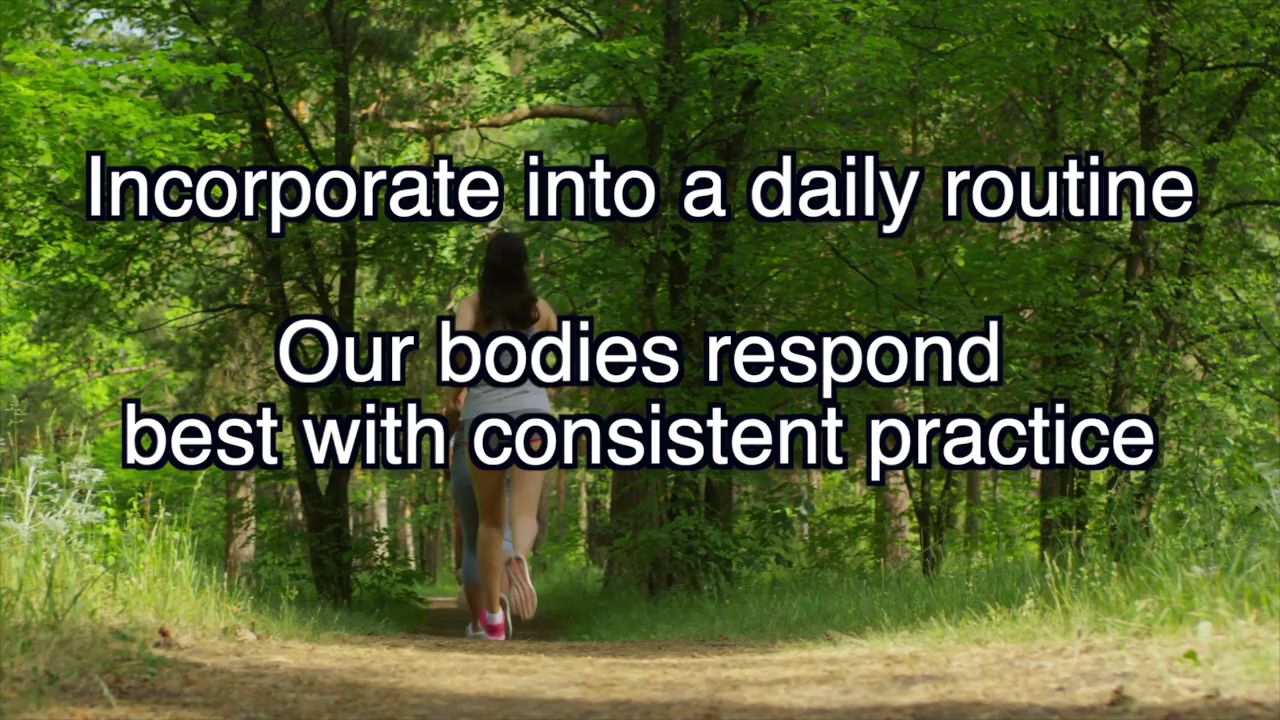 Incorporate into a daily routine
Our bodies respond
best with consistent practice